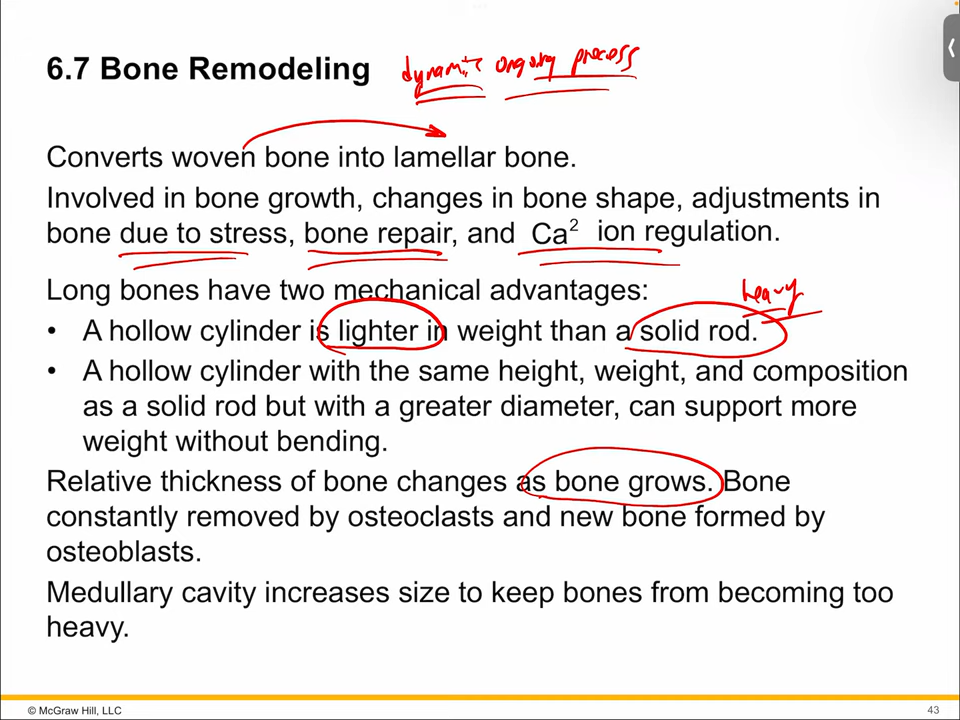 6.7 Bone Remodeling dynamic ongoing process
Converts woven bone into lamellar bone.
Involved in bone growth, changes in bone shape, adjustments in
bone due to stress, bone repair, and Ca² ion regulation.
Long bones have two mechanical advantages:
heavy
• A hollow cylinder is lighter in weight than a solid rod.
• A hollow cylinder with the same height, weight, and composition
as a solid rod but with a greater diameter, can support more
weight without bending.
Relative thickness of bone changes as bone grows. Bone
constantly removed by osteoclasts and new bone formed by
osteoblasts.
Medullary cavity increases size to keep bones from becoming too
heavy.
© McGraw Hill, LLC
43